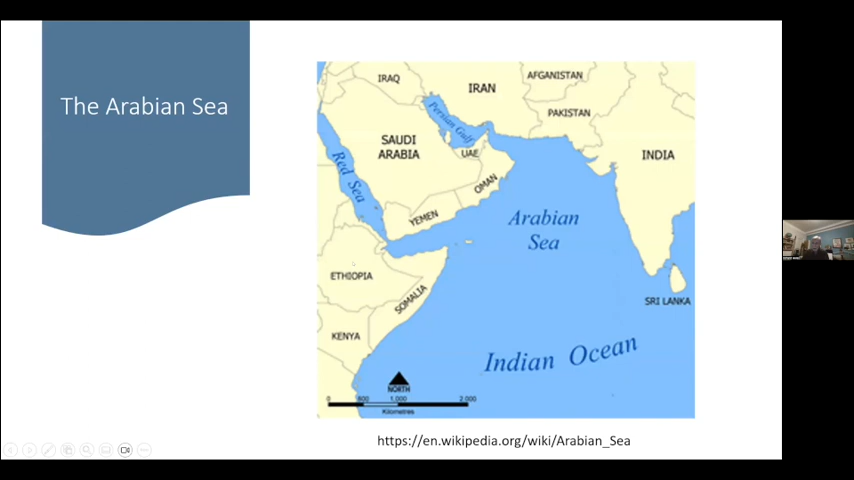 The Arabian Sea
IRAQ
IRAN
AFGHANISTAN
PAKISTAN
Persian Gulf
SAUDI
ARABIA
UAE
INDIA
Red Sea
OMAN
YEMEN
Arabian
Sea
ETHIOPIA
SOMALIA
SRI LANKA
KENYA
Indian Ocean
NORTH
0 500 1,000 2 000
Kilometres
https://en.wikipedia.org/wiki/Arabian_Sea